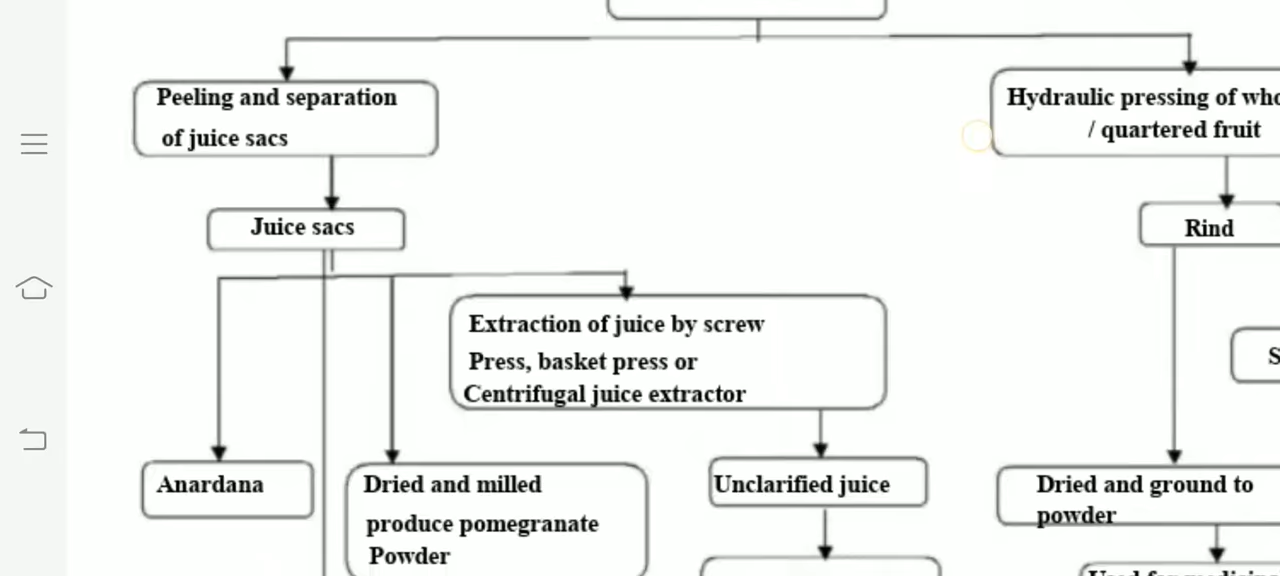 Peeling and separation
of juice sacs
Hydraulic pressing of
/ quartered fruit
Juice sacs
Rind
Extraction of juice by screw
Press, basket press or
Centrifugal juice extractor
Anardana
Dried and milled
produce pomegranate
Powder
Unclarified juice
Dried and ground to
powder